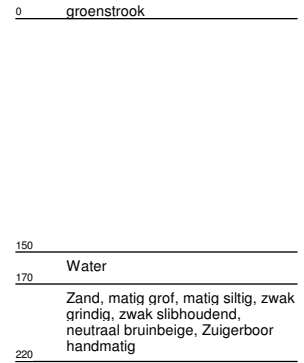 0 groenstrook
150
Water
170
Zand, matig grof, matig siltig, zwak
grindig, zwak slibhoudend,
neutraal bruinbeige, Zuigerboor
handmatig
220